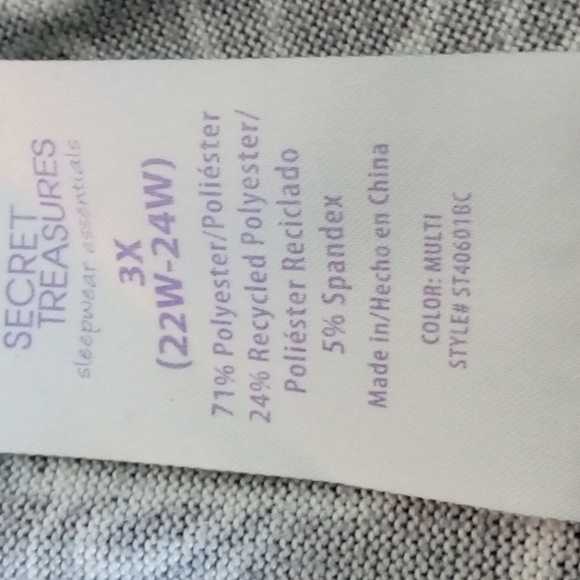 SECRET
TREASURES
sleepwear essentials
3X
(22W-24W)
71% Polyester/Poliéster
24% Recycled Polyester/
Poliéster Reciclado
5% Spandex
Made in/Hecho en China
COLOR: MULTI
STYLE# ST40601BC